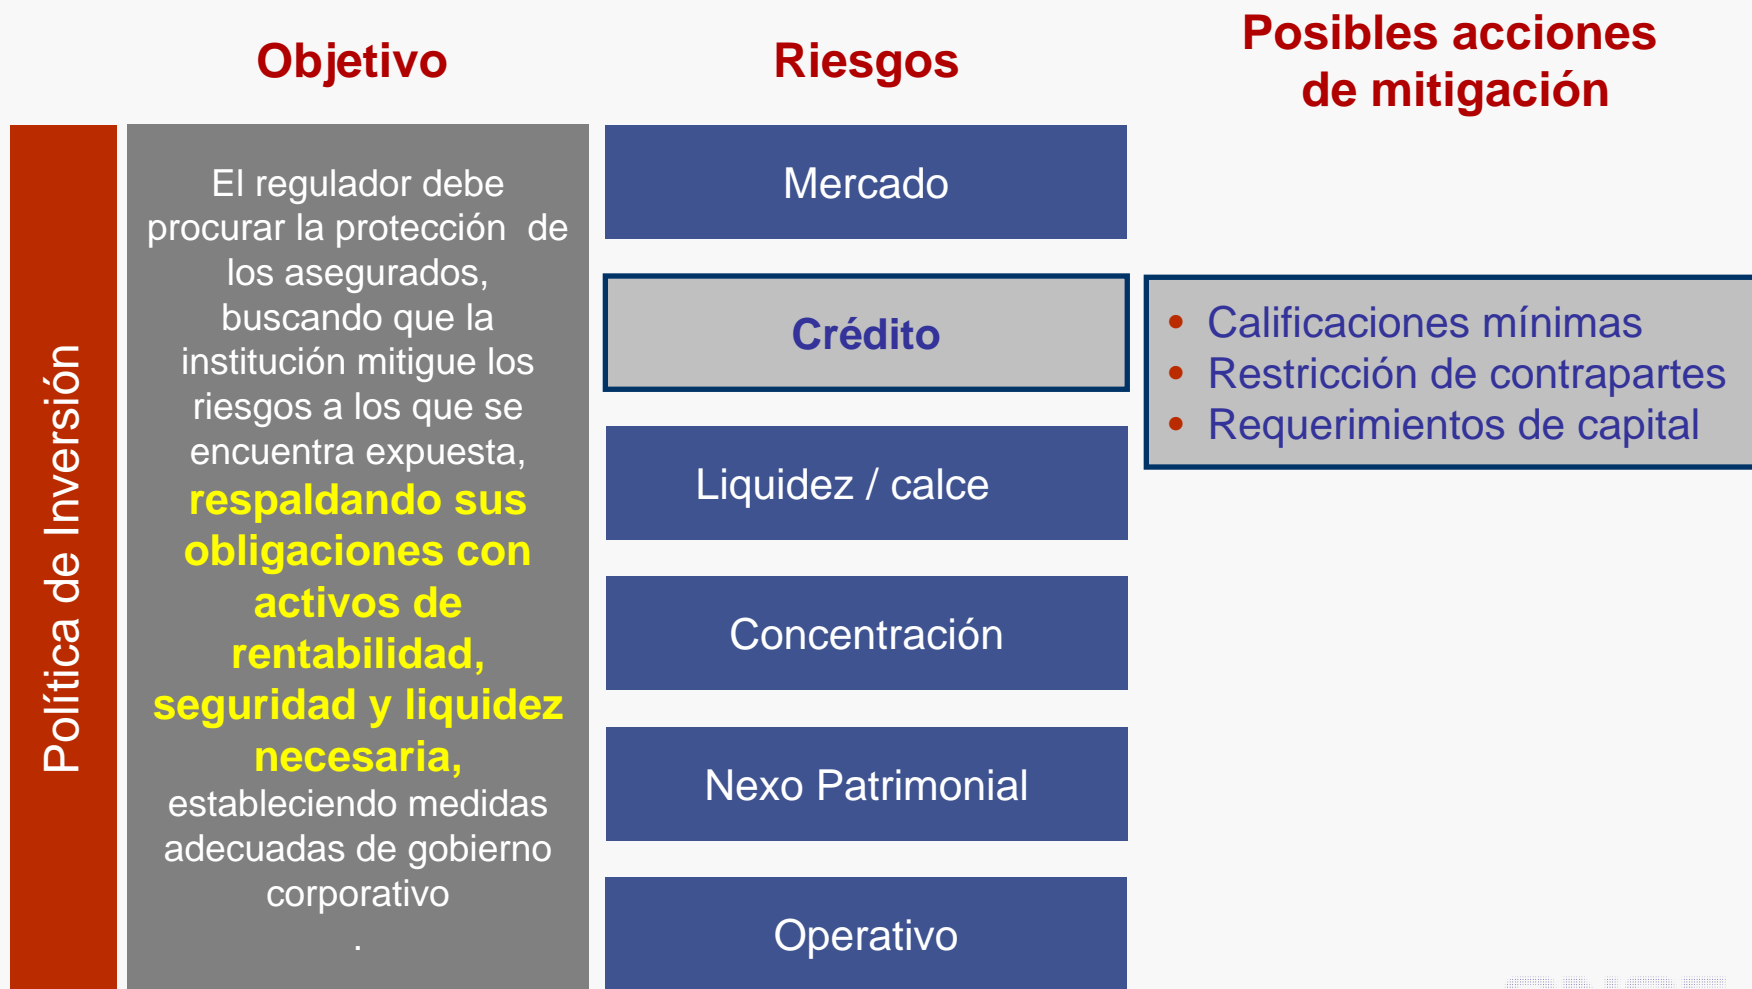 Objetivo
Riesgos
Posibles acciones
de mitigación
Política de Inversión
El regulador debe
procurar la protección de
los asegurados,
buscando que la
institución mitigue los
riesgos a los que se
encuentra expuesta,
respaldando sus
obligaciones con
activos de
rentabilidad,
seguridad y liquidez
necesaria,
estableciendo medidas
adecuadas de gobierno
corporativo
.
Mercado
Crédito
Liquidez / calce
Concentración
Nexo Patrimonial
Operativo
• Calificaciones mínimas
• Restricción de contrapartes
• Requerimientos de capital